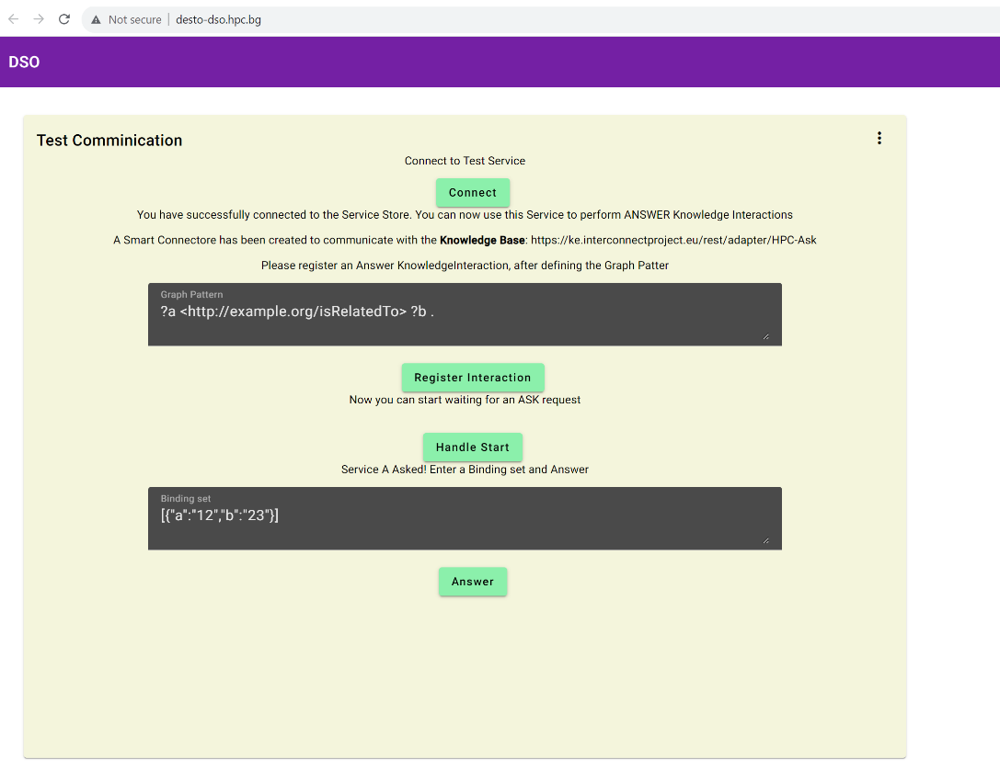 Not secure | desto-dso.hpc.bg
DSO
Test Comminication
Connect to Test Service
Connect
You have successfully connected to the Service Store. You can now use this Service to perform ANSWER Knowledge Interactions
A Smart Connectore has been created to communicate with the Knowledge Base: https://ke.interconnectproject.eu/rest/adapter/HPC-Ask
Please register an Answer KnowledgeInteraction, after defining the Graph Patter
Graph Pattern
?a <http://example.org/isRelatedTo> ?b .
Register Interaction
Now you can start waiting for an ASK request
Handle Start
Service A Asked! Enter a Binding set and Answer
Binding set
[{"a":"12","b":"23"}]
Answer